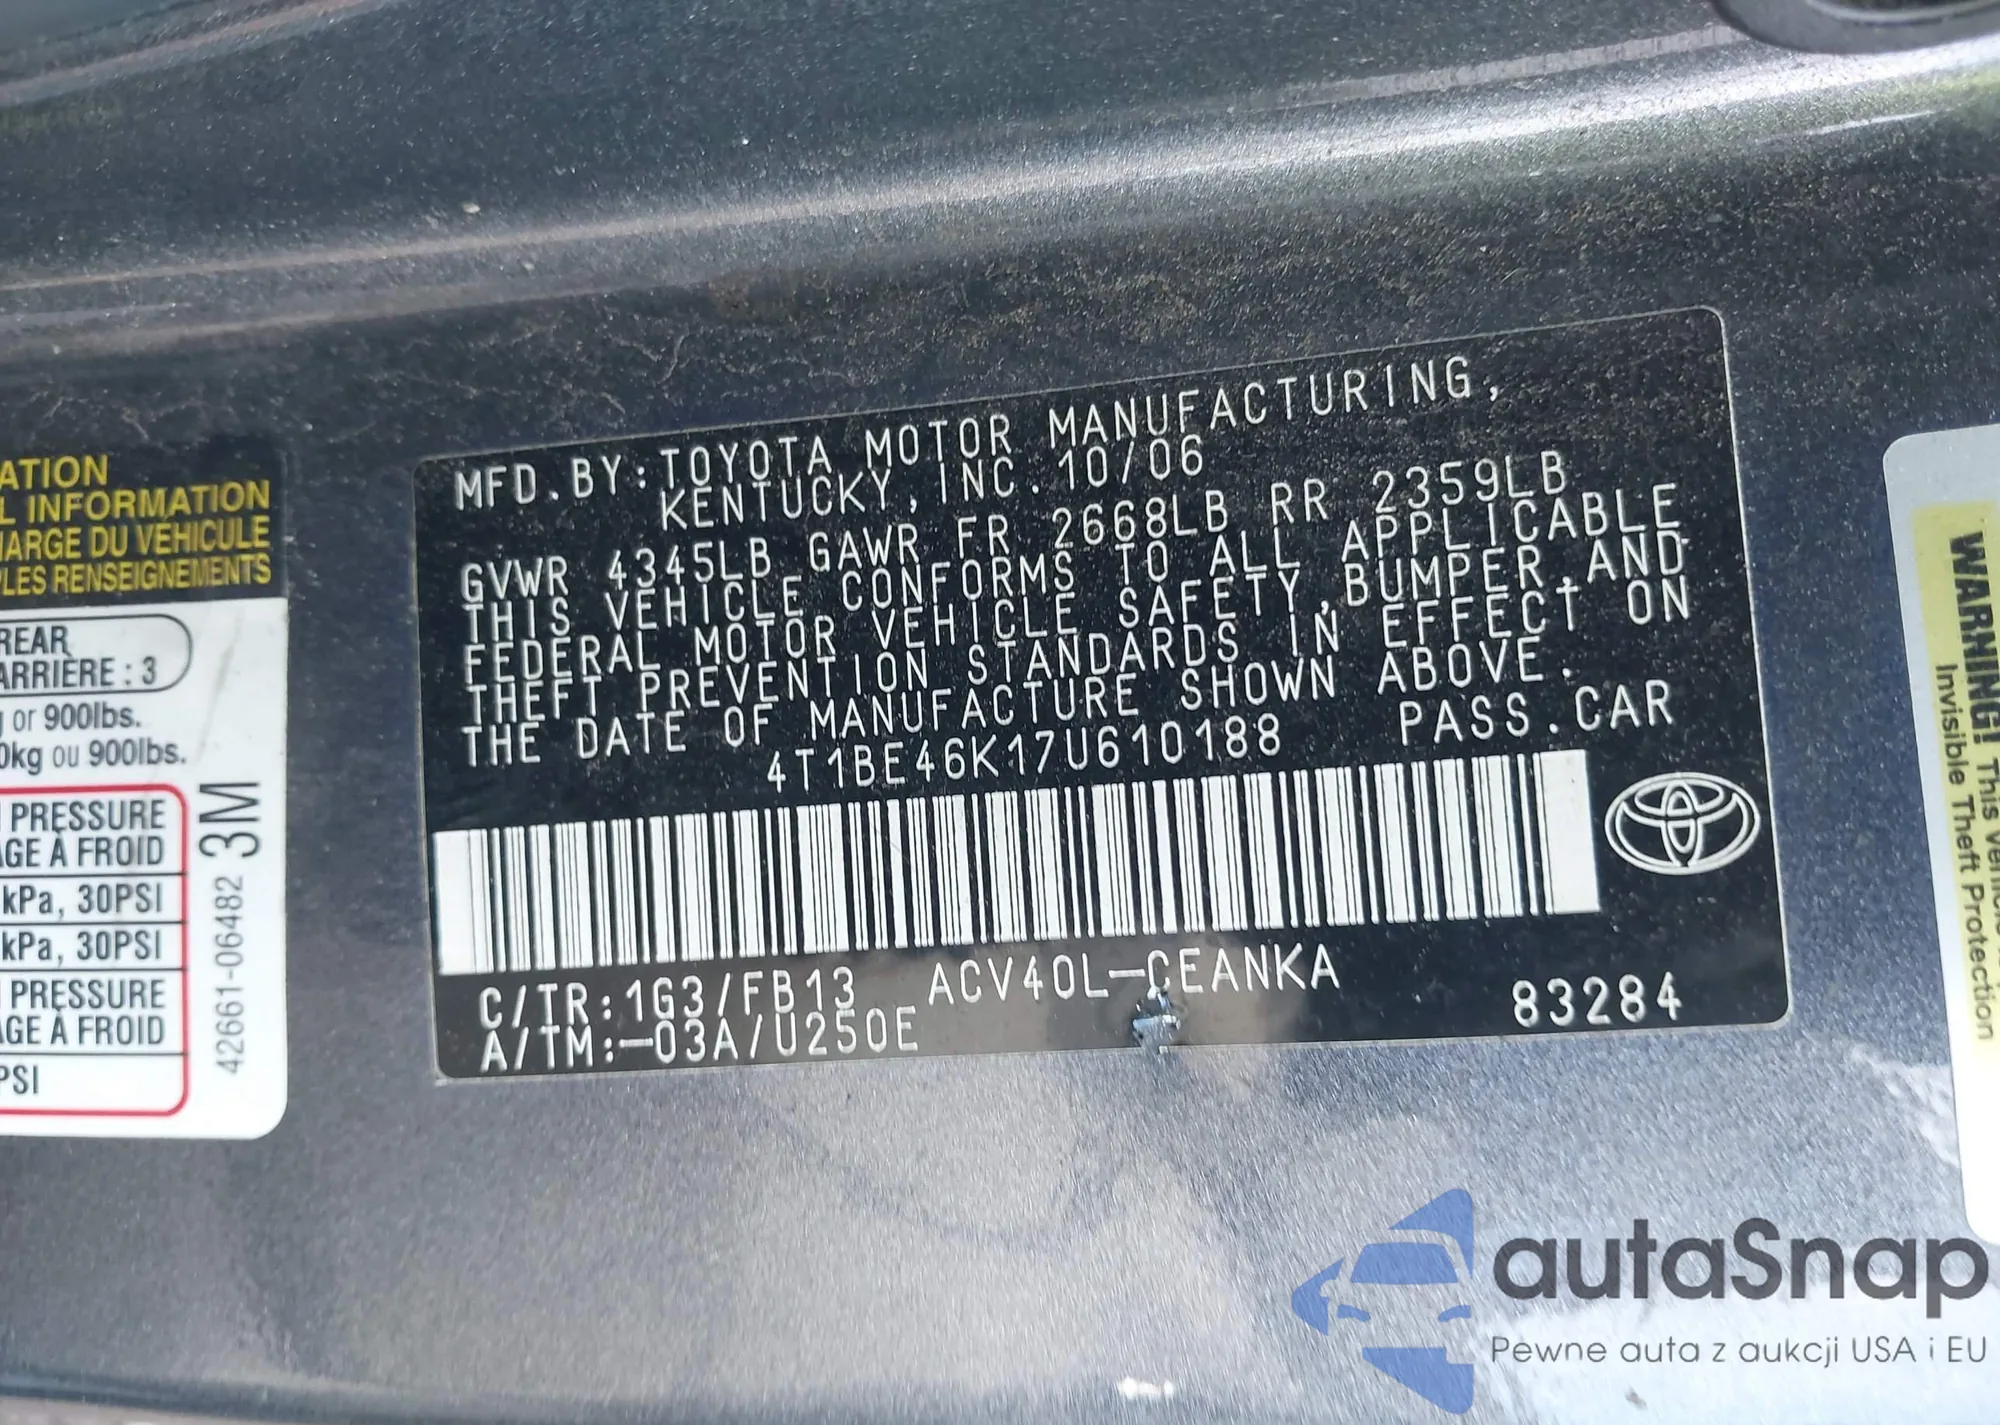 ATION
L INFORMATION
HARGE DU VÉHICULE
PLES RENSEIGNEMENTS
REAR
ARRIÈRE : 3
or 900lbs.
0kg ou 900lbs.
PRESSURE
AGE À FROID
kPa, 30PSI
kPa, 30PSI
PRESSURE
AGE À FROID
PSI
42661-06482 3M
MFD.BY:TOYOTA MOTOR MANUFACTURING,
KENTUCKY,INC.10/06
GVWR 4345LB GAWR FR 2668LB RR 2359LB
THIS VEHICLE CONFORMS TO ALL APPLICABLE
FEDERAL MOTOR VEHICLE SAFETY,BUMPER,AND
THEFT PREVENTION STANDARDS IN EFFECT ON
THE DATE OF MANUFACTURE SHOWN ABOVE.
4T1BE46K17U610188 PASS.CAR
C/TR:1G3/FB13 ACV40L-CEANKA
A/TM:-03A/U250E 83284
WARNING! This vehicle
Invisible Theft Protection
autaSnap
Pewne auta z aukcji USA i EU